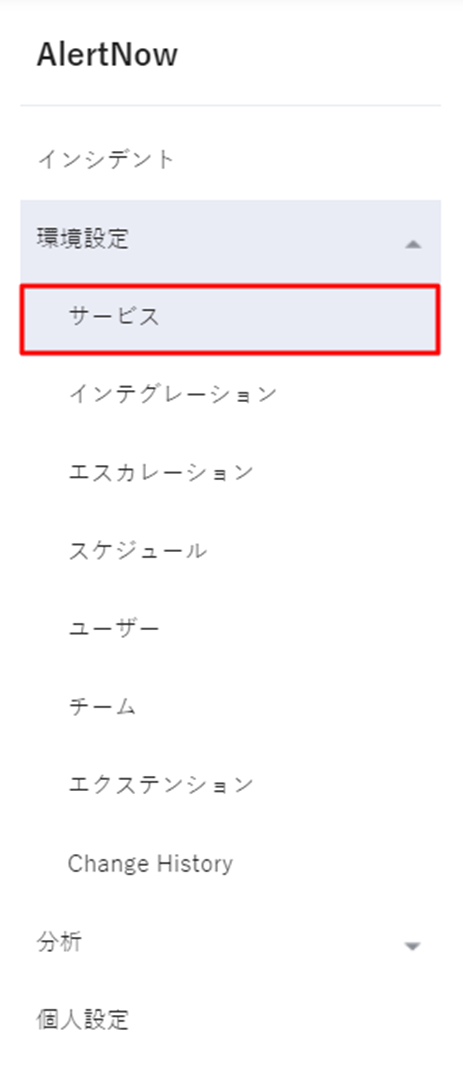 AlertNow
インシデント
環境設定
サービス
インテグレーション
エスカレーション
スケジュール
ユーザー
チーム
エクステンション
Change History
分析
個人設定